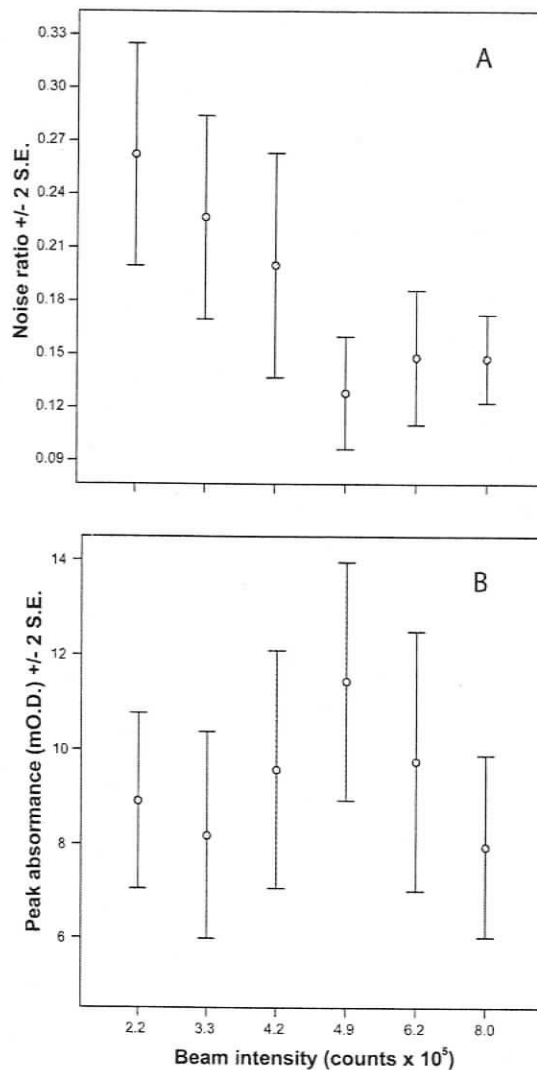 A
Noise ratio +/- 2 S.E.
0.33
0.30
0.27
0.24
0.21
0.18
0.15
0.12
0.09
B
Peak absormance (mO.D.) +/- 2 S.E.
14
12
10
8
6
2.2 3.3 4.2 4.9 6.2 8.0
Beam intensity (counts x 10⁵)